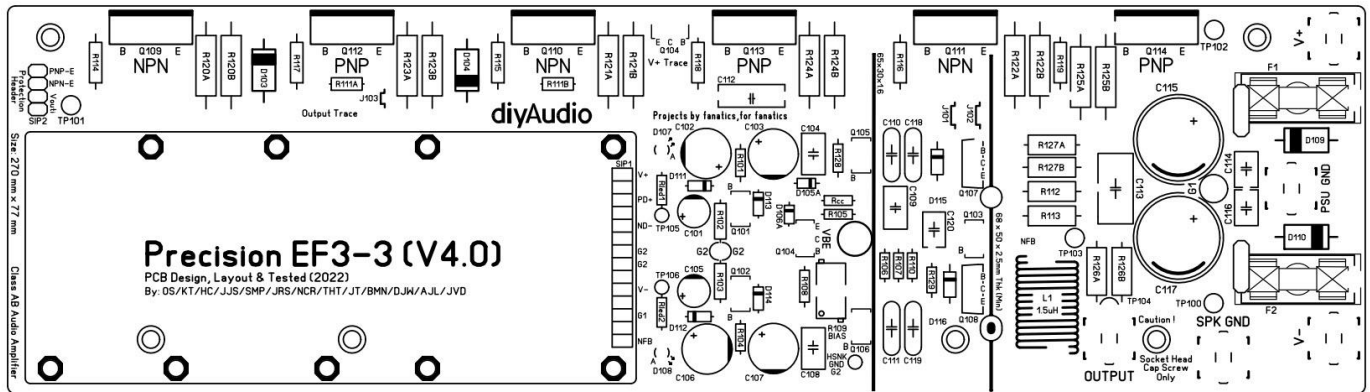 B Q109 E
NPN
R114
R120A
R120B
D103
R117
B Q112 E
PNP
R111A
J103
Output Trace
R123A
R123B
D104
R115
B Q110 E
NPN
R111B
R121A
R121B
E C B
Q104
V+ Trace
R118
C112
B Q113 E
PNP
R124A
R124B
65x30x16
R116
B Q111 E
NPN
J101
J102
R122A
R122B
R119
R125A
R125B
B Q114 E
PNP
TP102
V+
F1
Protection
Header
PNP-E
NPN-E
Vout
SIP2
TP101
diyAudio
Projects by fanatics,for fanatics
Size: 270 mm x 77 mm
Class AB Audio Amplifier
Precision EF3-3 (V4.0)
PCB Design, Layout & Tested (2022)
By: OS/KT/HC/JJS/SMP/JRS/NCR/THT/JT/BMN/DJW/AJL/JVD
SIP1
V+
PD+
ND-
G2
G2
V-
G1
NFB
D107
A
C102
D111
Rled1
TP105
C101
R102
R101
B
Q101
D113
C103
C104
R128
D105A
D106A
Rcc
R105
Q105
B
E
C
B
VBE
Q104
G2
G2
TP106
Rled2
C105
R103
Q102
B
D114
R108
D112
R104
D108
A
C106
C107
C108
R109
BIAS
B
Q106
HSNK
GND
G2
C110
C118
C109
D115
B-C-E
Q107
C120
Q103
B
R106
R107
R110
R129
B-C-E
Q108
C111
C119
D116
68 x 50 x 2.5mm Thk (Min)
R127A
R127B
R112
R113
NFB
TP103
L1
1.5uH
C113
C115
G1
C117
C114
C116
R126A
R126B
TP104
TP100
D109
PSU GND
D110
F2
V-
Caution !
Socket Head
Cap Screw
Only
OUTPUT
SPK GND